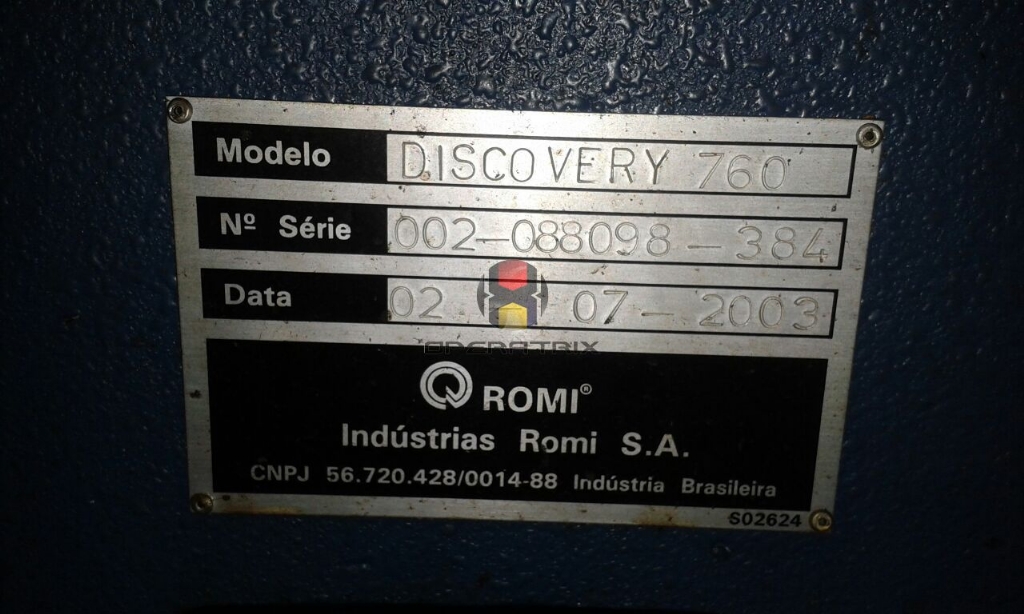 Modelo DISCOVERY 760
Nº Série 002-088098-384
Data 02 07-2003
OPERATRIX
ROMI®
Indústrias Romi S.A.
CNPJ 56.720.428/0014-88 Indústria Brasileira
S02624